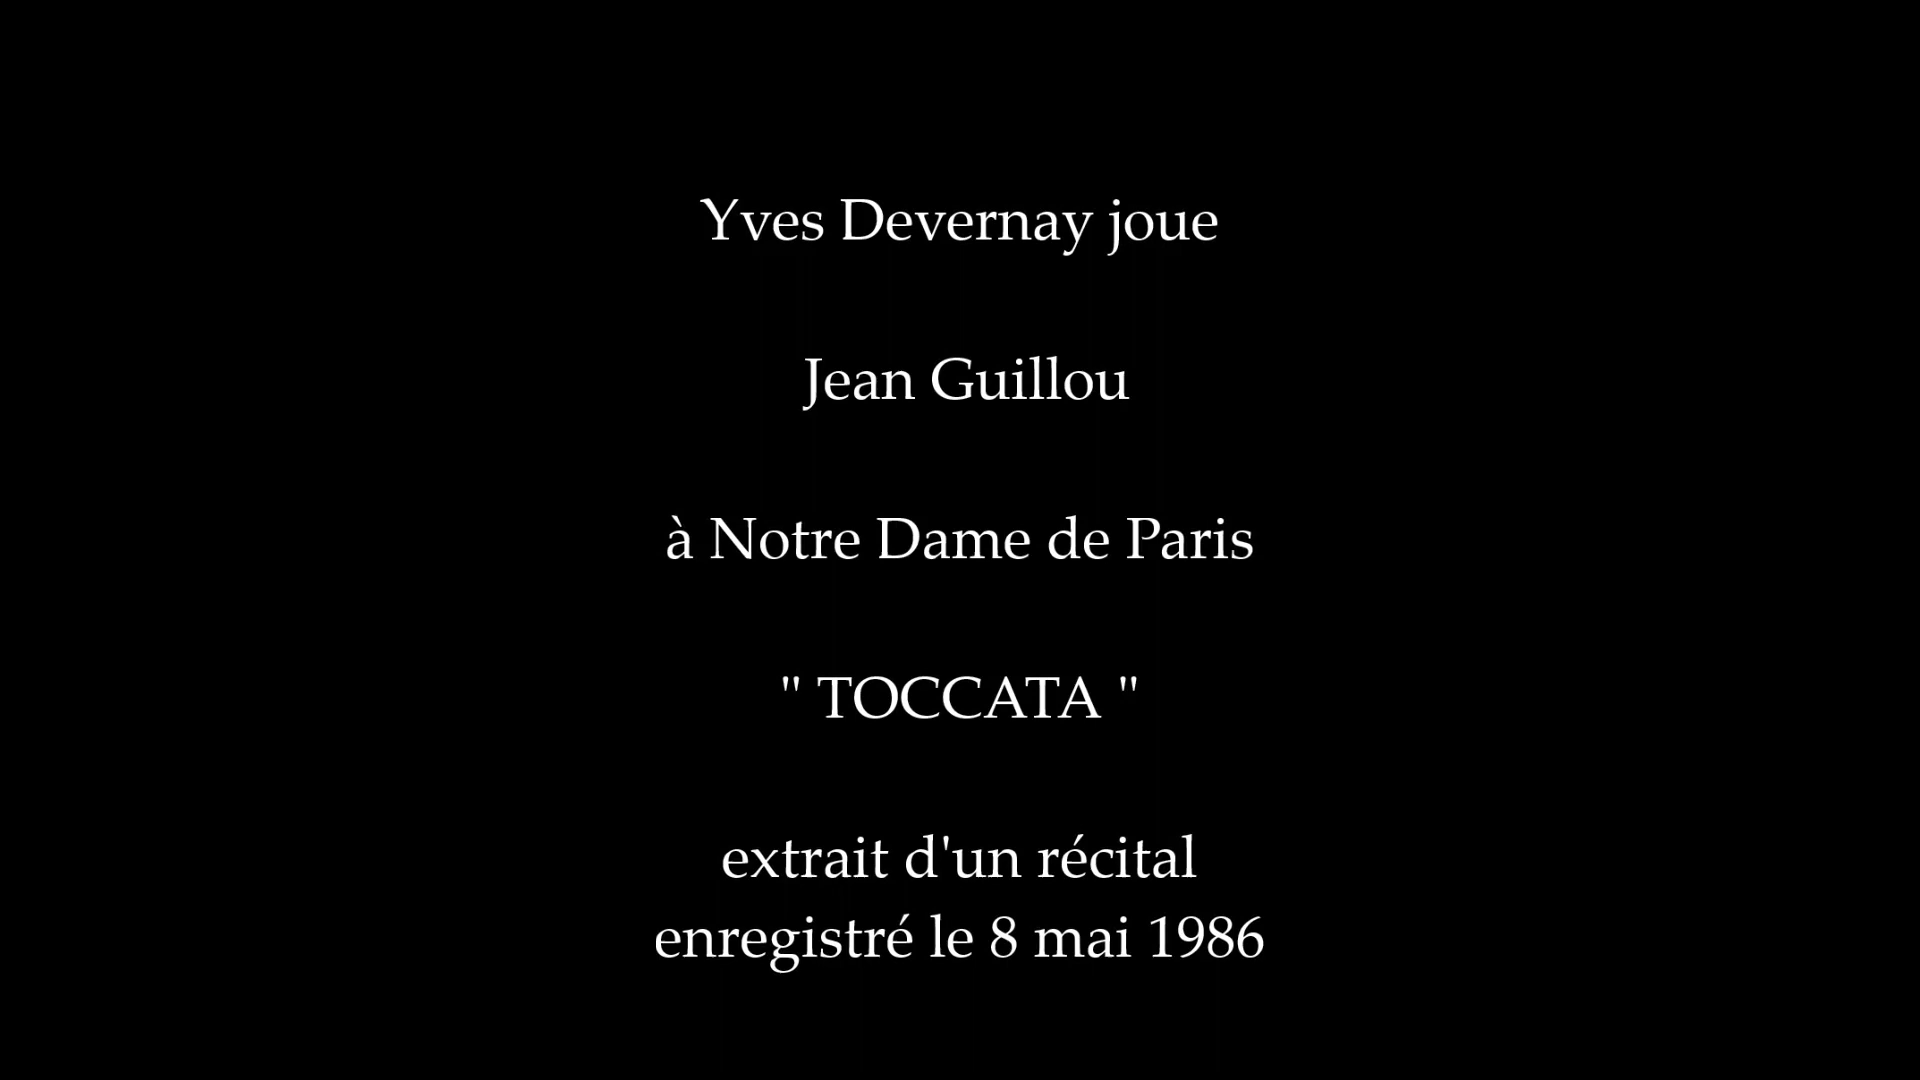 Yves Devernay joue
Jean Guillou
à Notre Dame de Paris
" TOCCATA "
extrait d'un récital
enregistré le 8 mai 1986